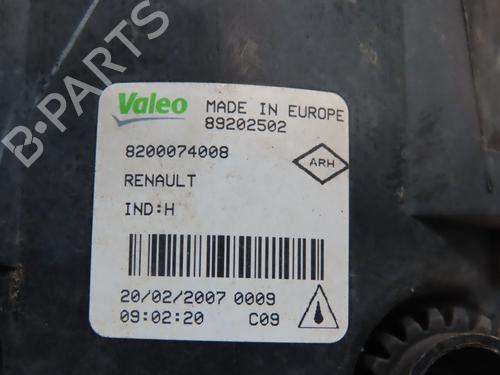 Valeo MADE IN EUROPE
89202502
8200074008
ARH
RENAULT
IND:H
20/02/2007 0009
09:02:20 C09
B-PARTS